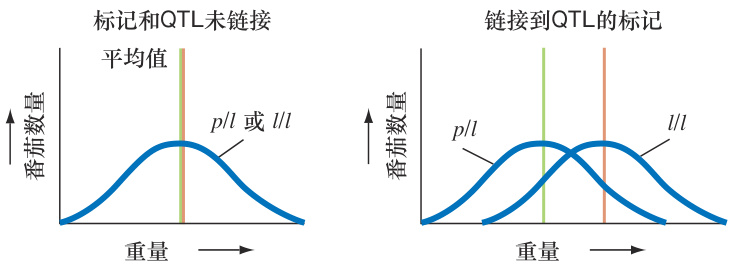 标记和QTL未链接
平均值
p/l 或 l/l
番茄数量
重量
链接到QTL的标记
p/l
l/l
番茄数量
重量